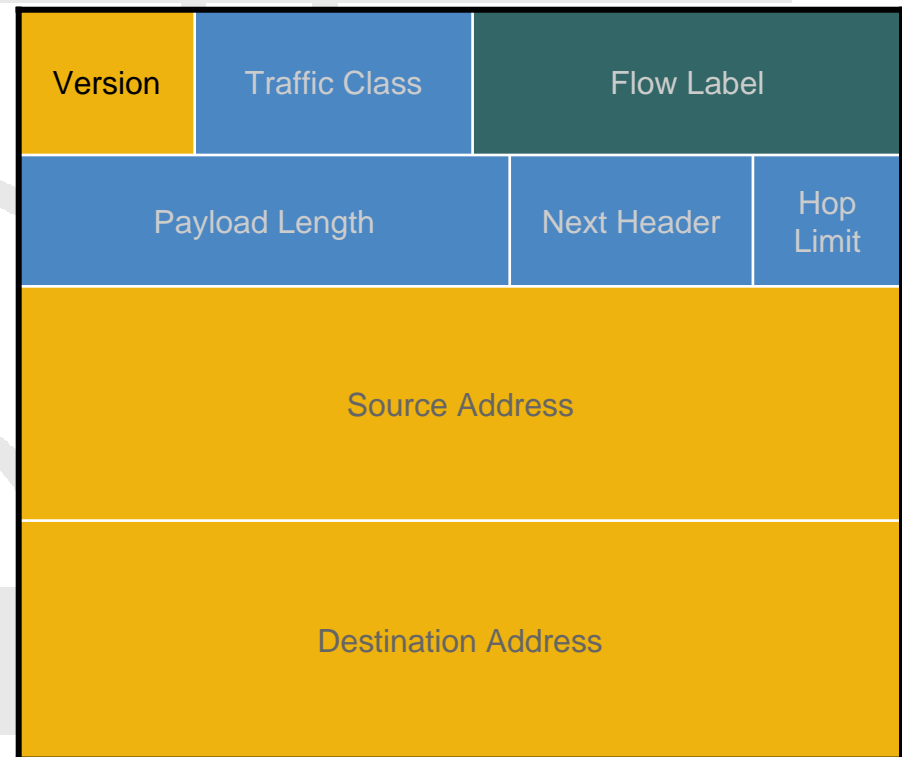 Version
Traffic Class
Flow Label
Payload Length
Next Header
Hop
Limit
Source Address
Destination Address